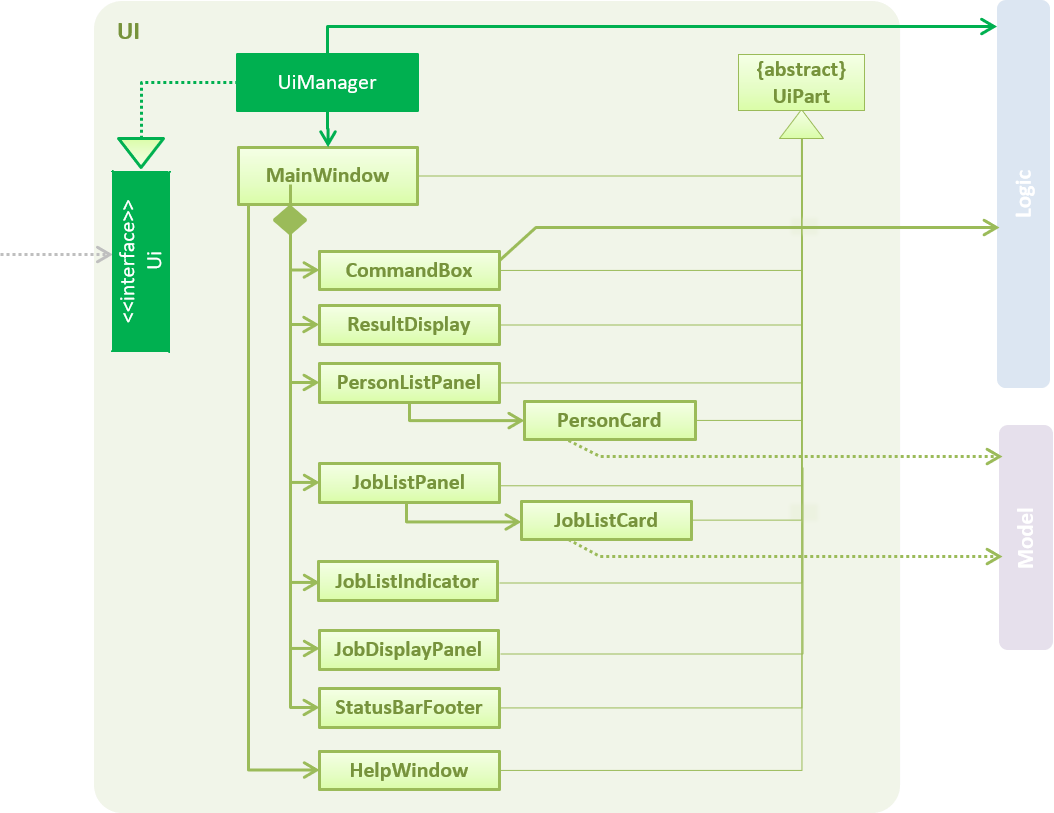 UI
UiManager
{abstract}
UiPart
MainWindow
Logic
<<interface>>
Ui
CommandBox
ResultDisplay
PersonListPanel
PersonCard
JobListPanel
JobListCard
Model
JobListIndicator
JobDisplayPanel
StatusBarFooter
HelpWindow